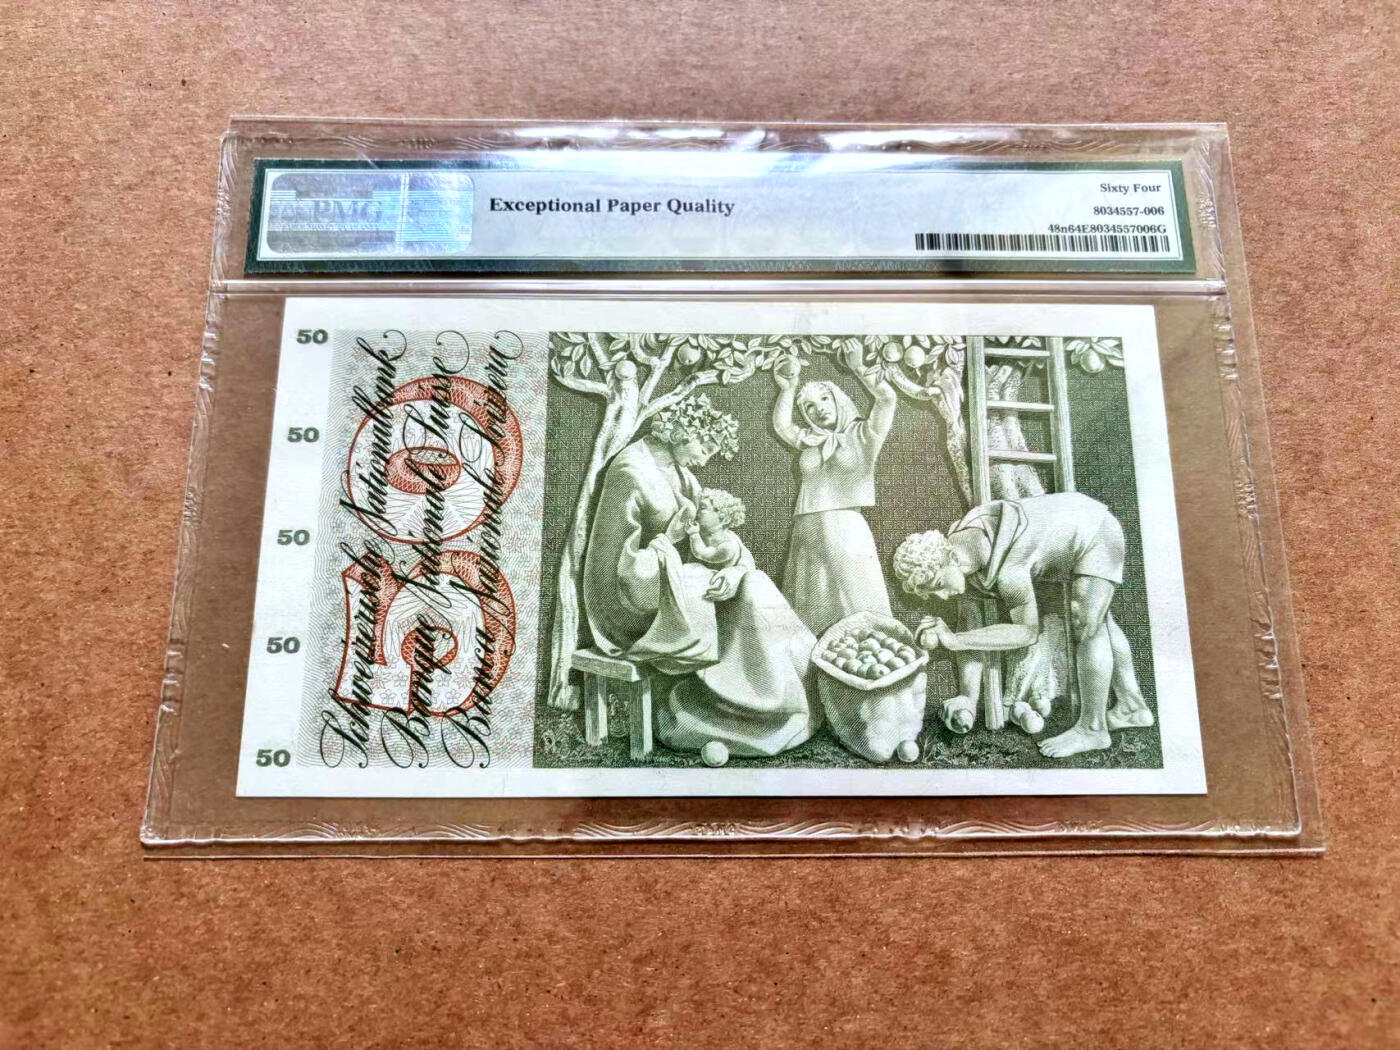 PMG
Exceptional Paper Quality
Sixty Four
8034557-006
48n64E8034557006G
50
50
50
50
50
50
Schweizerische Nationalbank
Banque Nationale Suisse
Banca Nazionale Svizzera